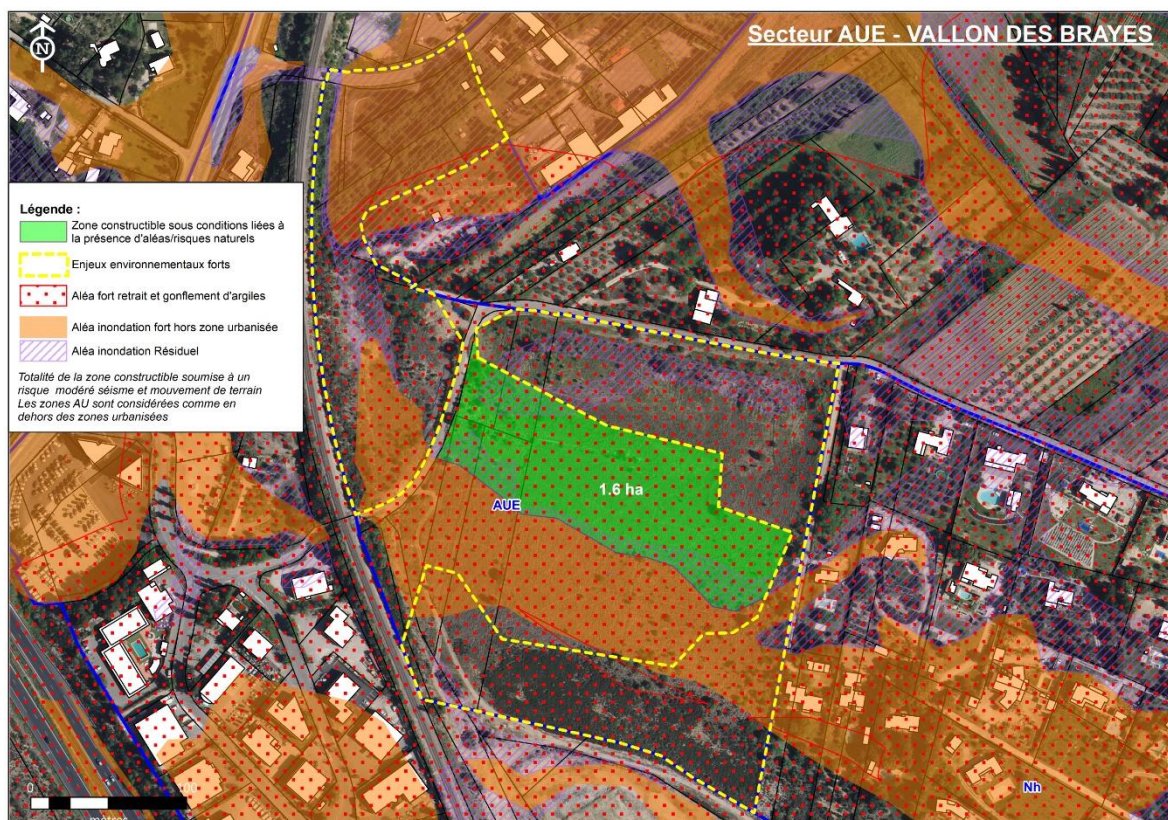 Secteur AUE - VALLON DES BRAYES
N
Légende :
Zone constructible sous conditions liées à
la présence d'aléas/risques naturels
Enjeux environnementaux forts
Aléa fort retrait et gonflement d'argiles
Aléa inondation fort hors zone urbanisée
Aléa inondation Résiduel
Totalité de la zone constructible soumise à un
risque modéré séisme et mouvement de terrain
Les zones AU sont considérées comme en
dehors des zones urbanisées
1.6 ha
AUE
Nh
0
mètres